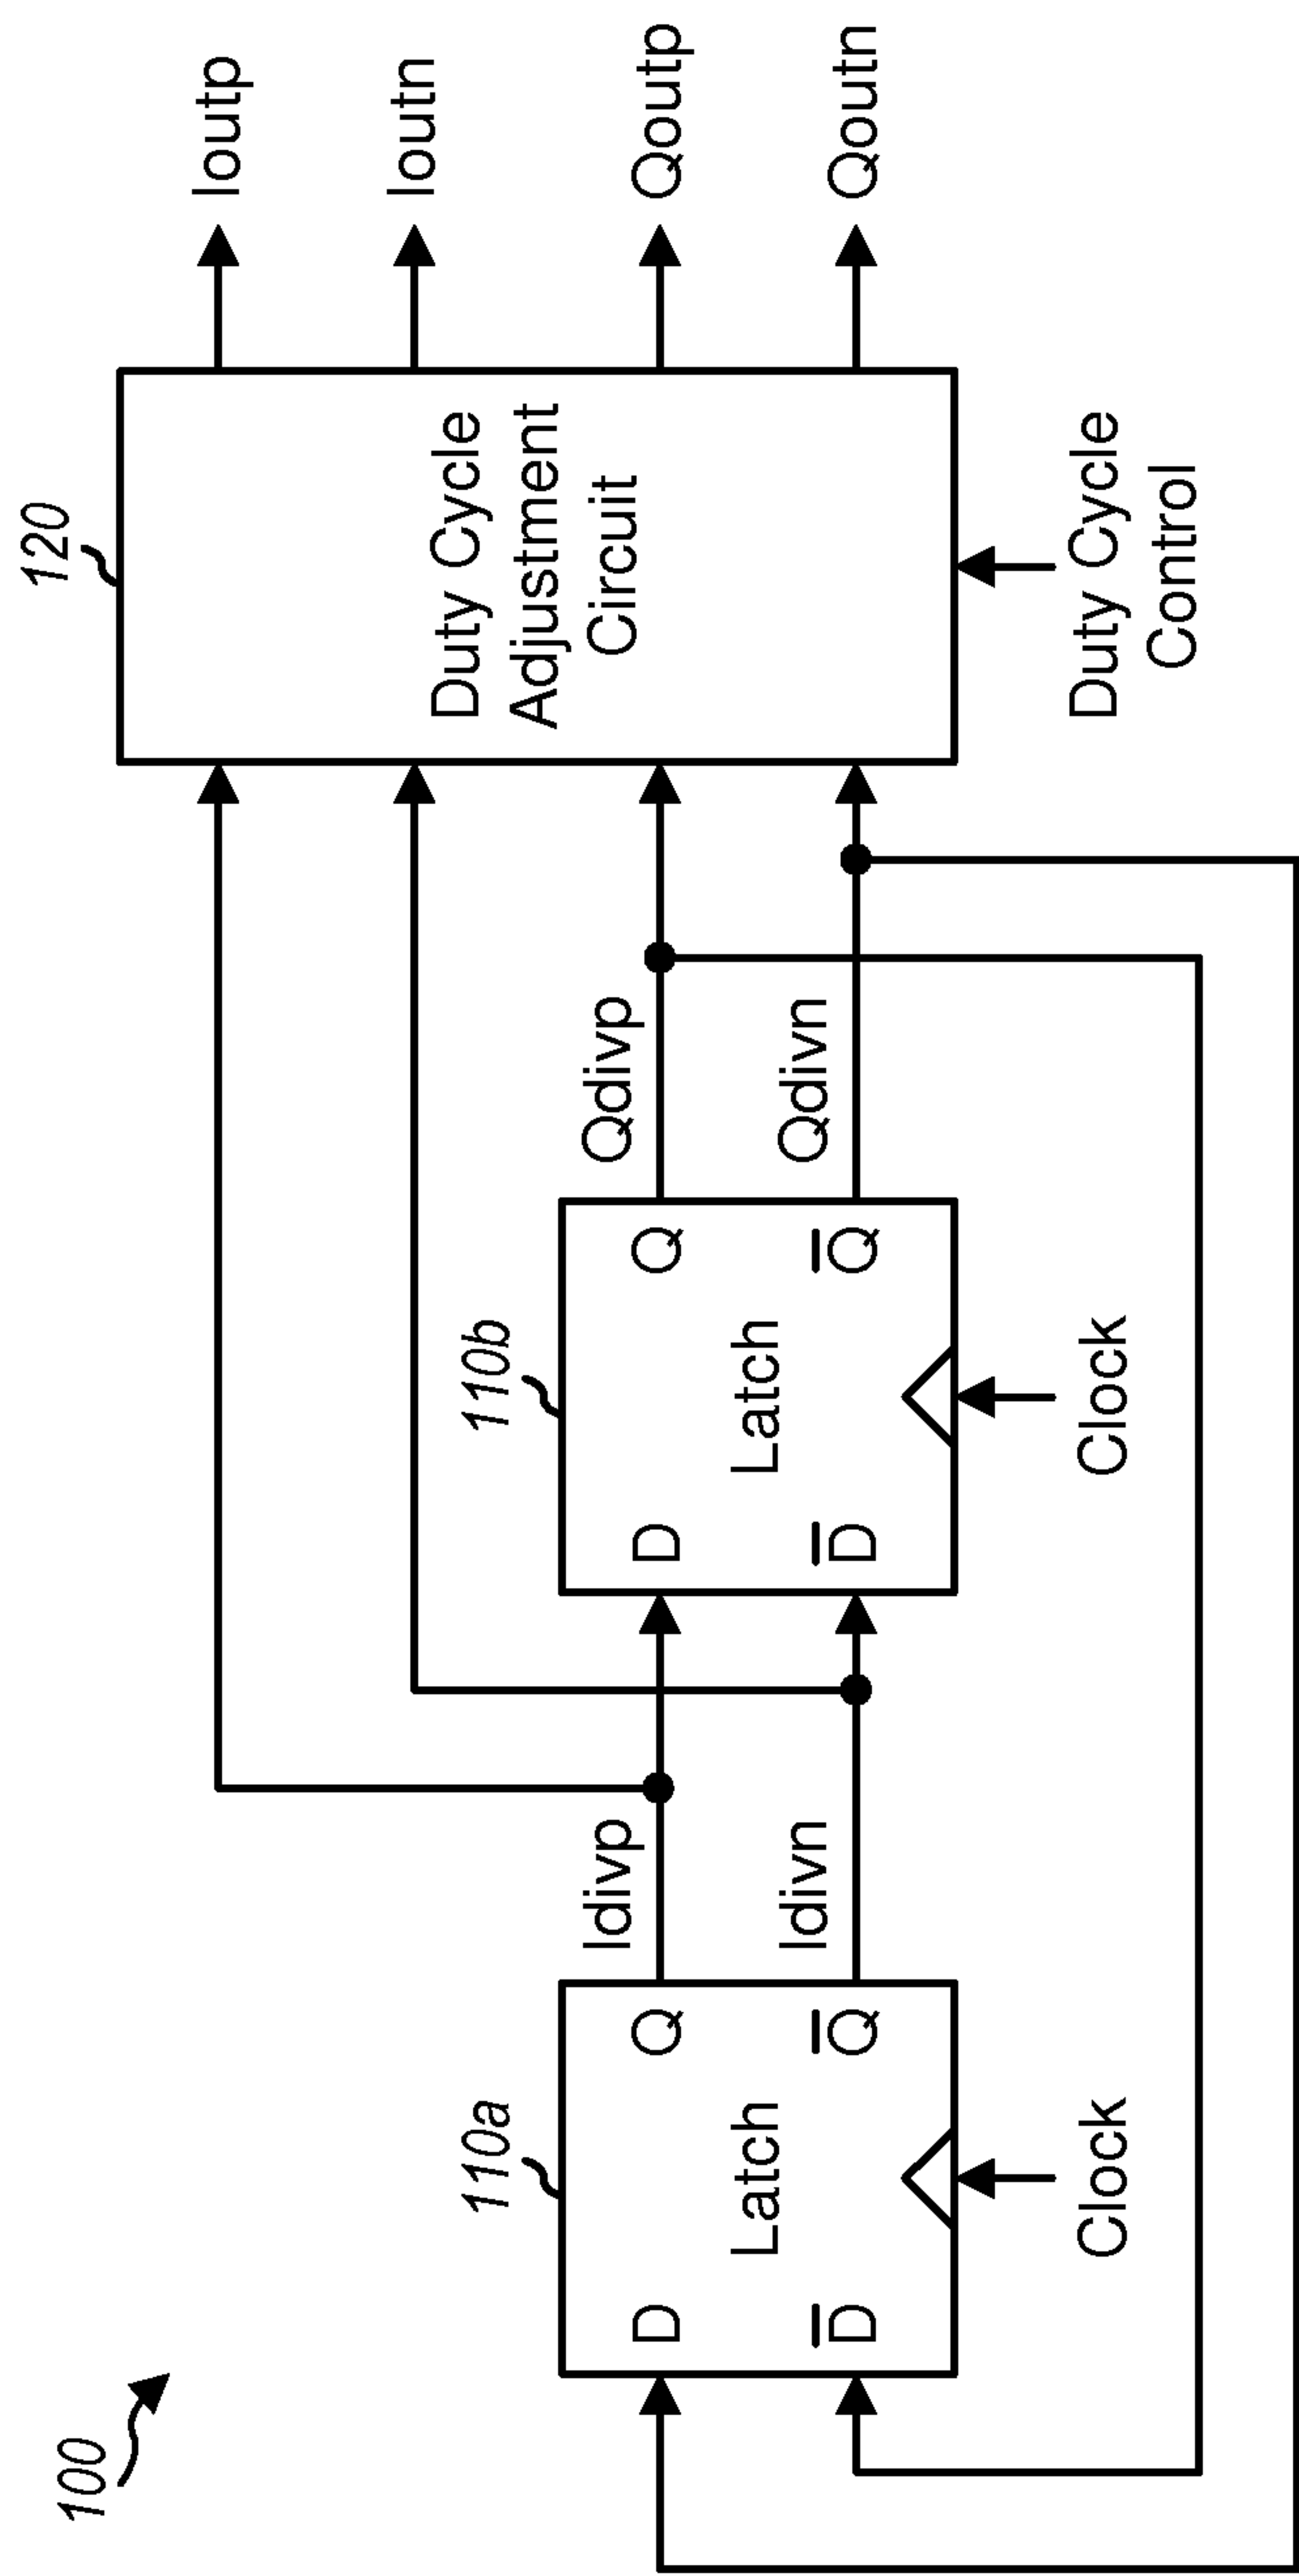 100
120
Ioutp
Ioutn
Qoutp
Qoutn
Duty Cycle
Adjustment
Circuit
Duty Cycle
Control
110a
D
Q
Idivp
Latch
D̅
Q̅
Idivn
Clock
110b
D
Q
Qdivp
Latch
D̅
Q̅
Qdivn
Clock